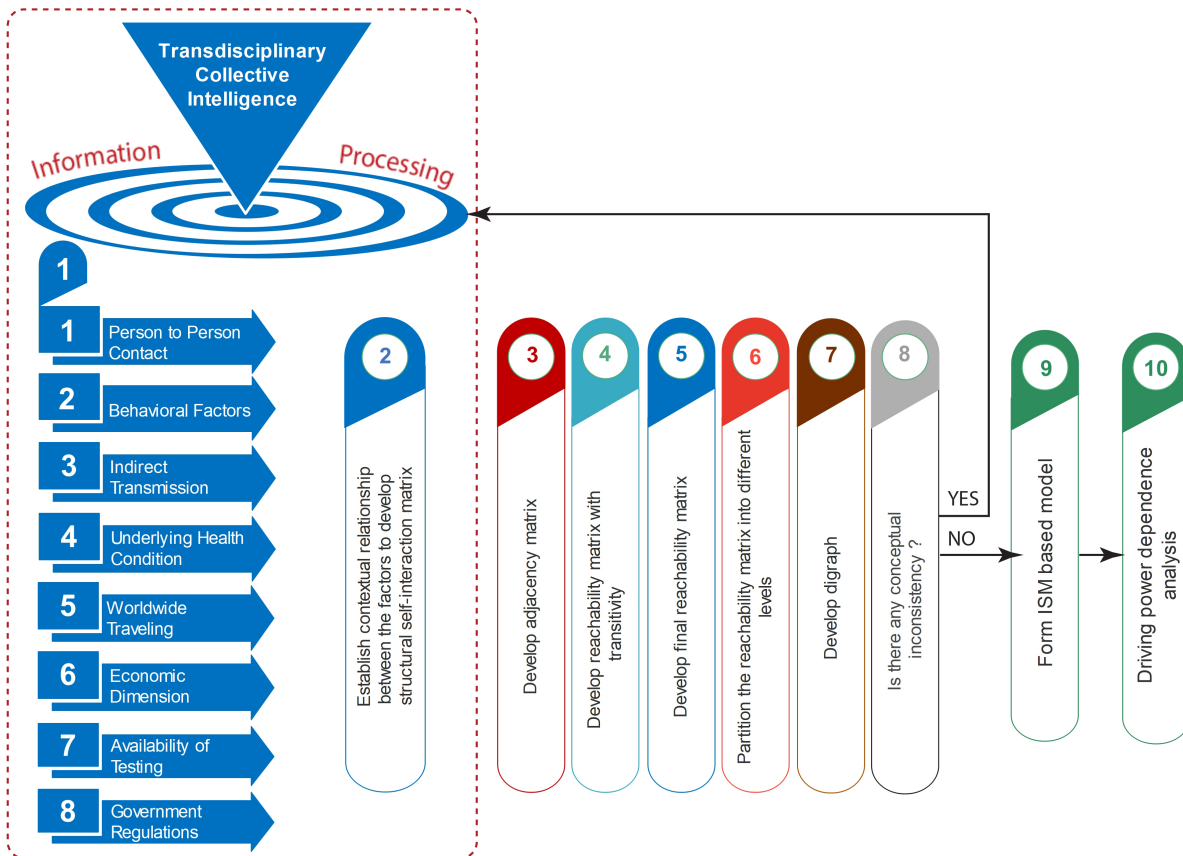 Transdisciplinary
Collective
Intelligence
Information
Processing
1
1
Person to Person
Contact
2
Behavioral Factors
3
Indirect
Transmission
4
Underlying Health
Condition
5
Worldwide
Traveling
6
Economic
Dimension
7
Availability of
Testing
8
Government
Regulations
2
Establish contextual relationship
between the factors to develop
structural self-interaction matrix
3
Develop adjacency matrix
4
Develop reachability matrix with
transitivity
5
Develop final reachability matrix
6
Partition the reachability matrix into different
levels
7
Develop digraph
8
Is there any conceptual
inconsistency ?
YES
NO
9
Form ISM based model
10
Driving power dependence
analysis